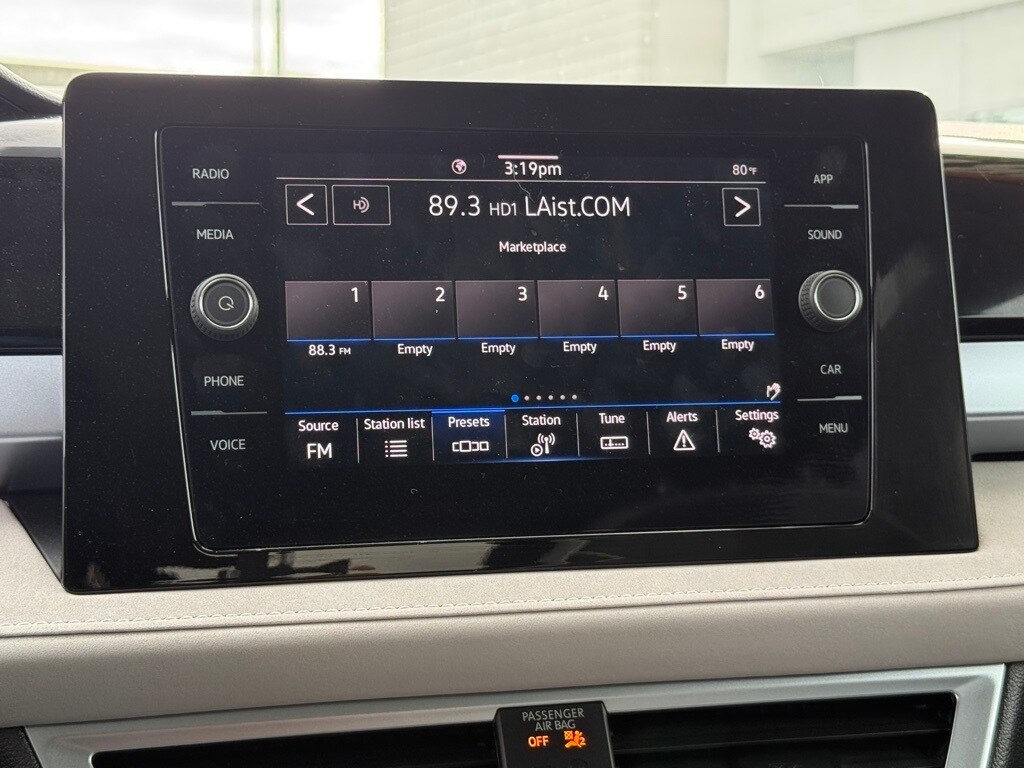 RADIO
MEDIA
PHONE
VOICE
3:19pm
80°F
< HD 89.3 HD1 LAist.COM >
Marketplace
1 2 3 4 5 6
88.3 FM Empty Empty Empty Empty Empty
Source Station list Presets Station Tune Alerts Settings
FM
APP
SOUND
CAR
MENU
PASSENGER
AIR BAG
OFF 2